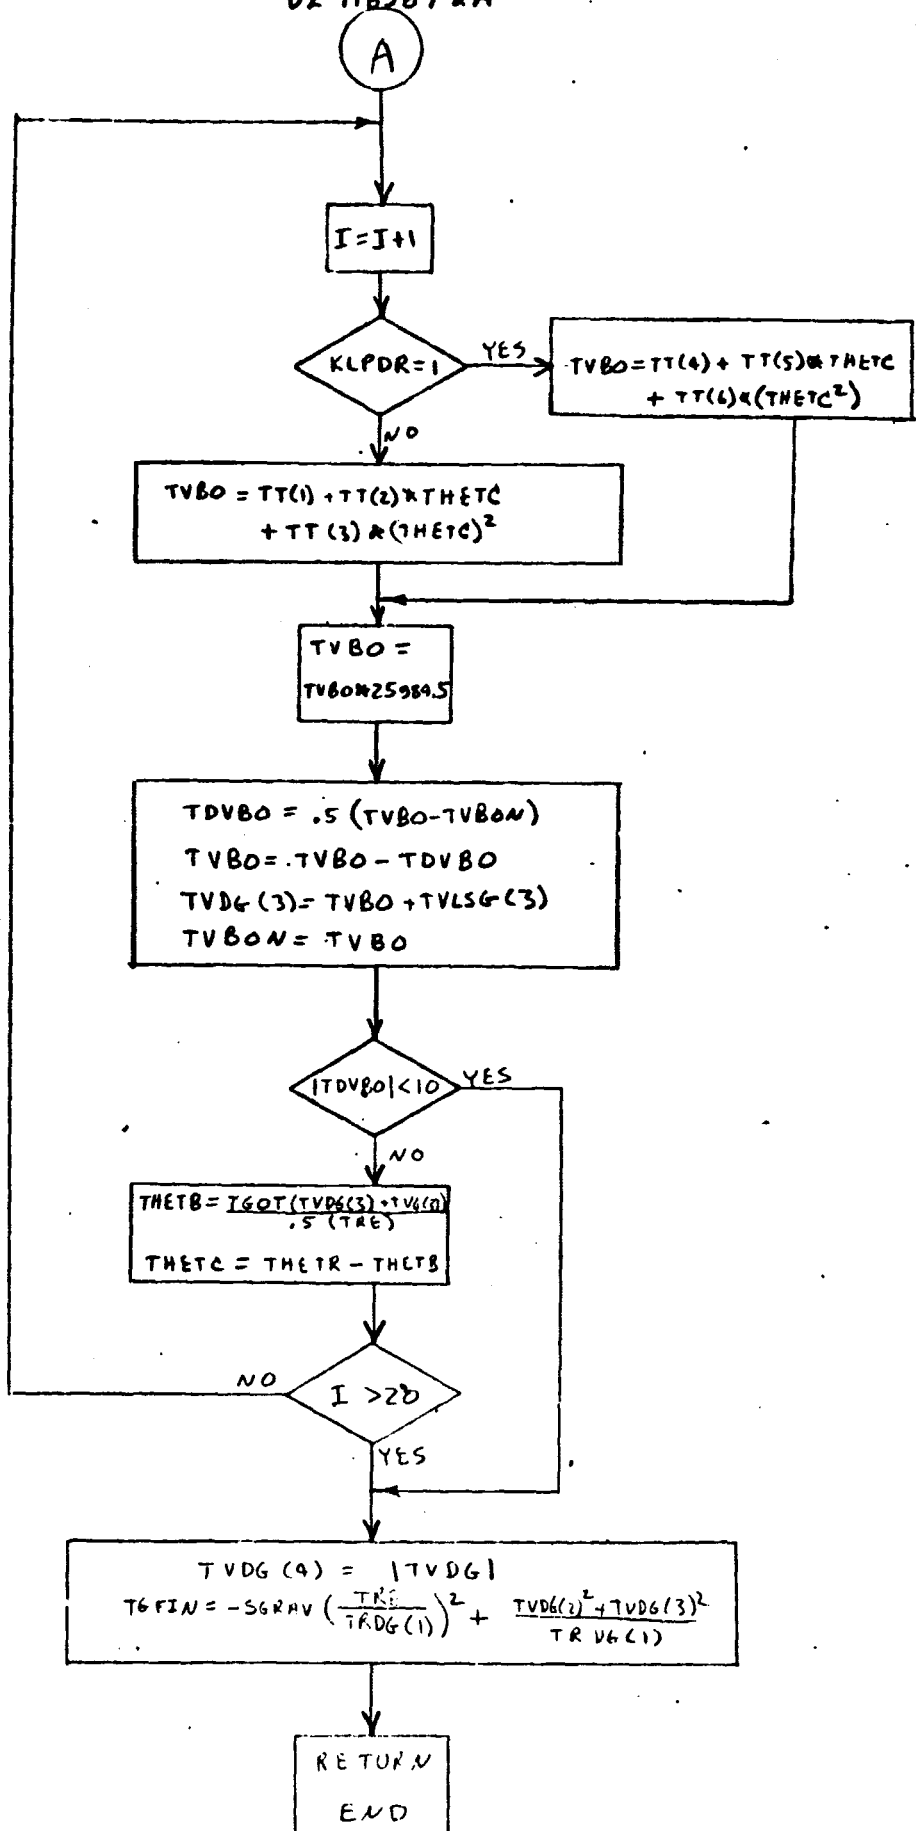 A
I=I+1
KLPDR=1
YES
TVBO=TT(4) + TT(5)*THETC
+ TT(6)*(THETC²)
NO
TVBO = TT(1) + TT(2)*THETC
+ TT(3)*(THETC)²
TVBO =
TVBO*25984.5
TDVBO = .5 (TVBO-TVBON)
TVBO = TVBO - TDVBO
TVDG(3)= TVBO + TVLSG(3)
TVBON = TVBO
|TDVBO|<10
YES
NO
THETB = TGOT(TVDG(3) +
.5 (TRE)
THETC = THETR - THETB
NO
I >20
YES
TVDG(4) = |TVDG|
TGFIN = -SGRAV (TRE/TRDG(1))² + TVDG(2)²+TVDG(3)²/TRDG(1)
RETURN
END